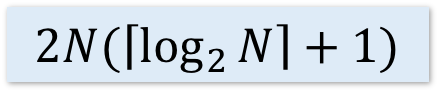 2N(⌈log₂ N⌉ + 1)